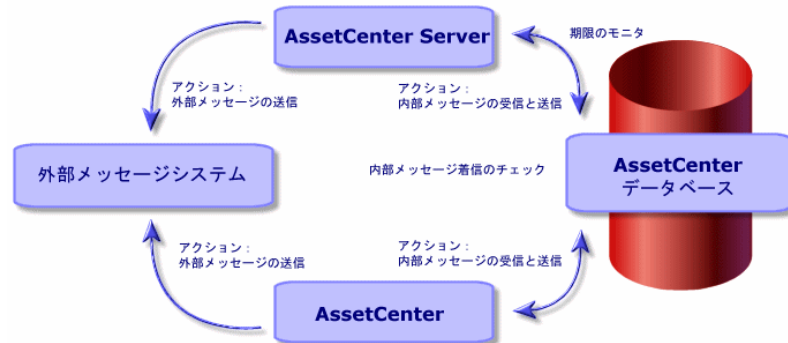 AssetCenter Server
期限のモニタ
アクション：
外部メッセージの送信
アクション：
内部メッセージの受信と送信
外部メッセージシステム
内部メッセージ着信のチェック
AssetCenter
データベース
アクション：
外部メッセージの送信
アクション：
内部メッセージの受信と送信
AssetCenter